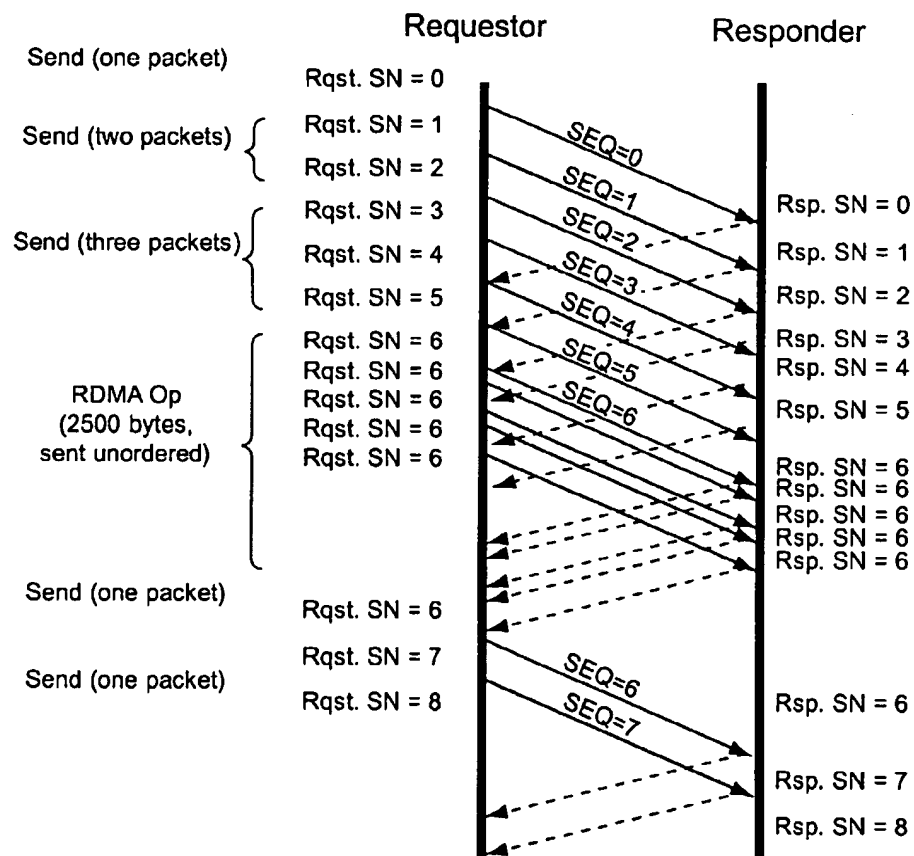 Requestor
Responder
Send (one packet)
Rqst. SN = 0
Send (two packets)
Rqst. SN = 1
Rqst. SN = 2
Send (three packets)
Rqst. SN = 3
Rqst. SN = 4
Rqst. SN = 5
RDMA Op
(2500 bytes,
sent unordered)
Rqst. SN = 6
Rqst. SN = 6
Rqst. SN = 6
Rqst. SN = 6
Rqst. SN = 6
Send (one packet)
Rqst. SN = 6
Rqst. SN = 7
Send (one packet)
Rqst. SN = 8
SEQ=0
SEQ=1
SEQ=2
SEQ=3
SEQ=4
SEQ=5
SEQ=6
SEQ=6
SEQ=7
Rsp. SN = 0
Rsp. SN = 1
Rsp. SN = 2
Rsp. SN = 3
Rsp. SN = 4
Rsp. SN = 5
Rsp. SN = 6
Rsp. SN = 6
Rsp. SN = 6
Rsp. SN = 6
Rsp. SN = 6
Rsp. SN = 6
Rsp. SN = 7
Rsp. SN = 8